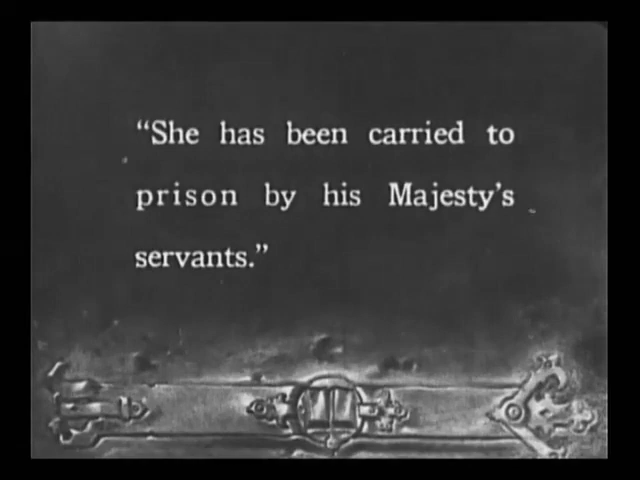 “She has been carried to
prison by his Majesty’s
servants.”